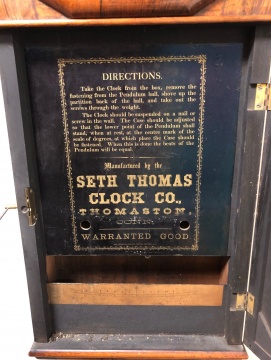 DIRECTIONS.
Take the Clock from the box, remove the
fastening from the Pendulum ball, shove up the
partition back of the ball, and take out the
screws through the weight.
The Clock should be suspended on a nail or
screw in the wall. The Case should be adjusted
so that the lower point of the Pendulum shall
stand, when at rest, at the centre mark of the
scale of degrees, at which place the Case should
be fastened. When this is done the beats of the
Pendulum will be equal.
Manufactured by the
SETH THOMAS
CLOCK CO.,
THOMASTON,
CONN.
WARRANTED GOOD